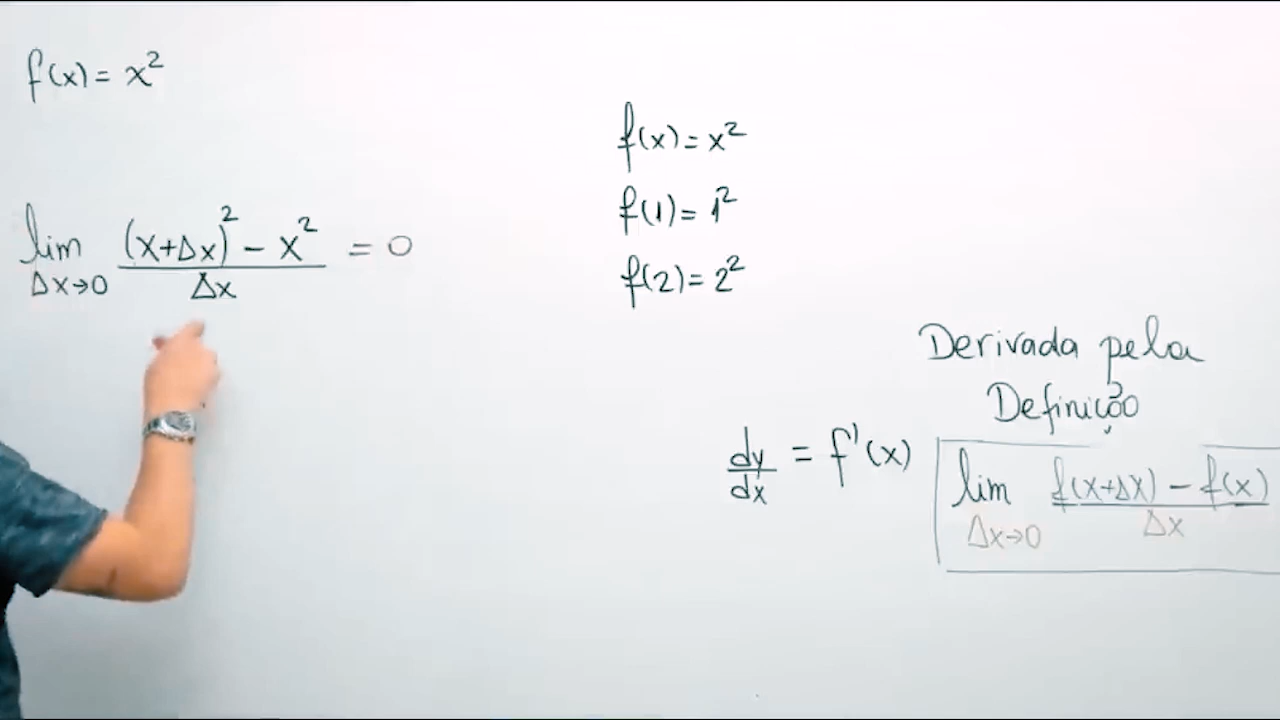 f(x) = x²
lim (x+Δx)² - x² = 0
Δx→0 Δx
f(x) = x²
f(1) = 1²
f(2) = 2²
Derivada pela
Definição
dy/dx = f'(x)
lim f(x+Δx) - f(x)
Δx→0 Δx